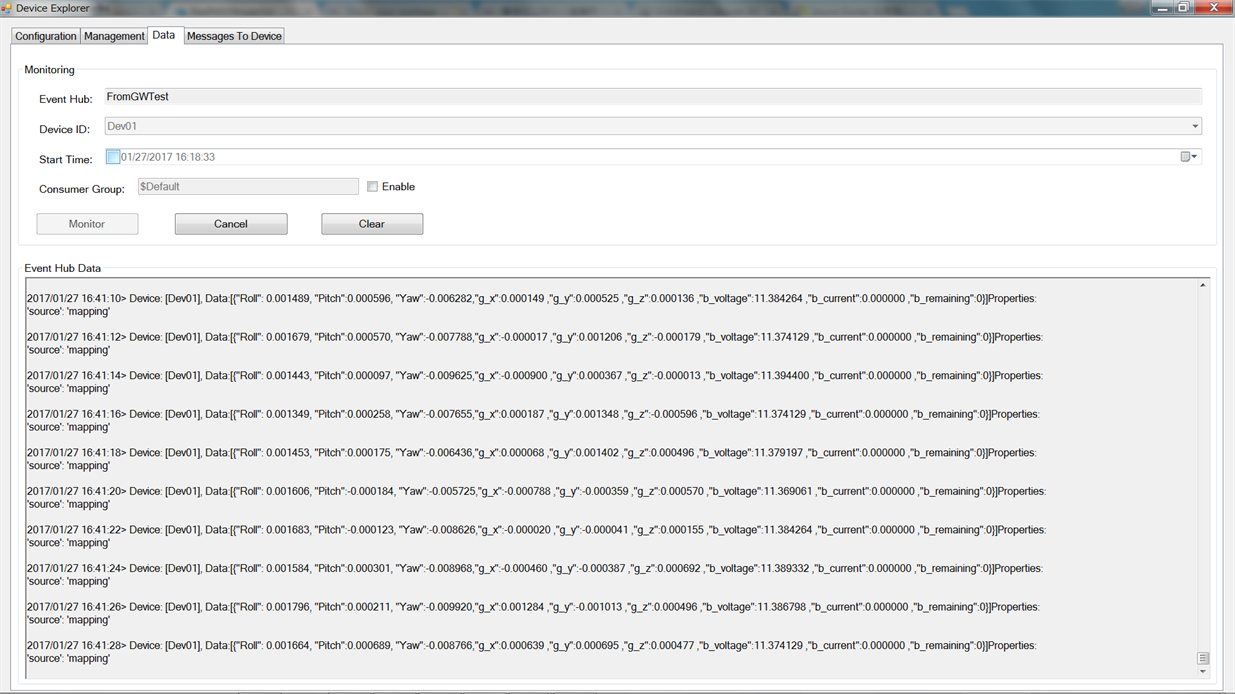 Device Explorer
Configuration Management Data Messages To Device
Monitoring
Event Hub: FromGWTest
Device ID: Dev01
Start Time: 01/27/2017 16:18:33
Consumer Group: $Default Enable
Monitor Cancel Clear
Event Hub Data
2017/01/27 16:41:10> Device: [Dev01], Data:[{"Roll": 0.001489, "Pitch":0.000596, "Yaw":-0.006282,"g_x":0.000149 ,"g_y":0.000525 ,"g_z":0.000136 ,"b_voltage":11.384264 ,"b_current":0.000000 ,"b_remaining":0}]Properties:
'source': 'mapping'
2017/01/27 16:41:12> Device: [Dev01], Data:[{"Roll": 0.001679, "Pitch":0.000570, "Yaw":-0.007788,"g_x":-0.000017 ,"g_y":0.001206 ,"g_z":-0.000179 ,"b_voltage":11.374129 ,"b_current":0.000000 ,"b_remaining":0}]Properties:
'source': 'mapping'
2017/01/27 16:41:14> Device: [Dev01], Data:[{"Roll": 0.001443, "Pitch":0.000097, "Yaw":-0.009625,"g_x":-0.000900 ,"g_y":0.000367 ,"g_z":-0.000013 ,"b_voltage":11.394400 ,"b_current":0.000000 ,"b_remaining":0}]Properties:
'source': 'mapping'
2017/01/27 16:41:16> Device: [Dev01], Data:[{"Roll": 0.001349, "Pitch":0.000258, "Yaw":-0.007655,"g_x":0.000187 ,"g_y":0.001348 ,"g_z":-0.000596 ,"b_voltage":11.374129 ,"b_current":0.000000 ,"b_remaining":0}]Properties:
'source': 'mapping'
2017/01/27 16:41:18> Device: [Dev01], Data:[{"Roll": 0.001453, "Pitch":0.000175, "Yaw":-0.006436,"g_x":0.000068 ,"g_y":0.001402 ,"g_z":0.000496 ,"b_voltage":11.379197 ,"b_current":0.000000 ,"b_remaining":0}]Properties:
'source': 'mapping'
2017/01/27 16:41:20> Device: [Dev01], Data:[{"Roll": 0.001606, "Pitch":-0.000184, "Yaw":-0.005725,"g_x":-0.000788 ,"g_y":-0.000359 ,"g_z":0.000570 ,"b_voltage":11.369061 ,"b_current":0.000000 ,"b_remaining":0}]Properties:
'source': 'mapping'
2017/01/27 16:41:22> Device: [Dev01], Data:[{"Roll": 0.001683, "Pitch":-0.000123, "Yaw":-0.008626,"g_x":-0.000020 ,"g_y":-0.000041 ,"g_z":0.000155 ,"b_voltage":11.384264 ,"b_current":0.000000 ,"b_remaining":0}]Properties:
'source': 'mapping'
2017/01/27 16:41:24> Device: [Dev01], Data:[{"Roll": 0.001584, "Pitch":0.000301, "Yaw":-0.008968,"g_x":-0.000460 ,"g_y":-0.000387 ,"g_z":0.000692 ,"b_voltage":11.389332 ,"b_current":0.000000 ,"b_remaining":0}]Properties:
'source': 'mapping'
2017/01/27 16:41:26> Device: [Dev01], Data:[{"Roll": 0.001796, "Pitch":0.000211, "Yaw":-0.009920,"g_x":0.001284 ,"g_y":-0.001013 ,"g_z":0.000496 ,"b_voltage":11.386798 ,"b_current":0.000000 ,"b_remaining":0}]Properties:
'source': 'mapping'
2017/01/27 16:41:28> Device: [Dev01], Data:[{"Roll": 0.001664, "Pitch":0.000689, "Yaw":-0.008766,"g_x":0.000639 ,"g_y":0.000695 ,"g_z":0.000477 ,"b_voltage":11.374129 ,"b_current":0.000000 ,"b_remaining":0}]Properties:
'source': 'mapping'